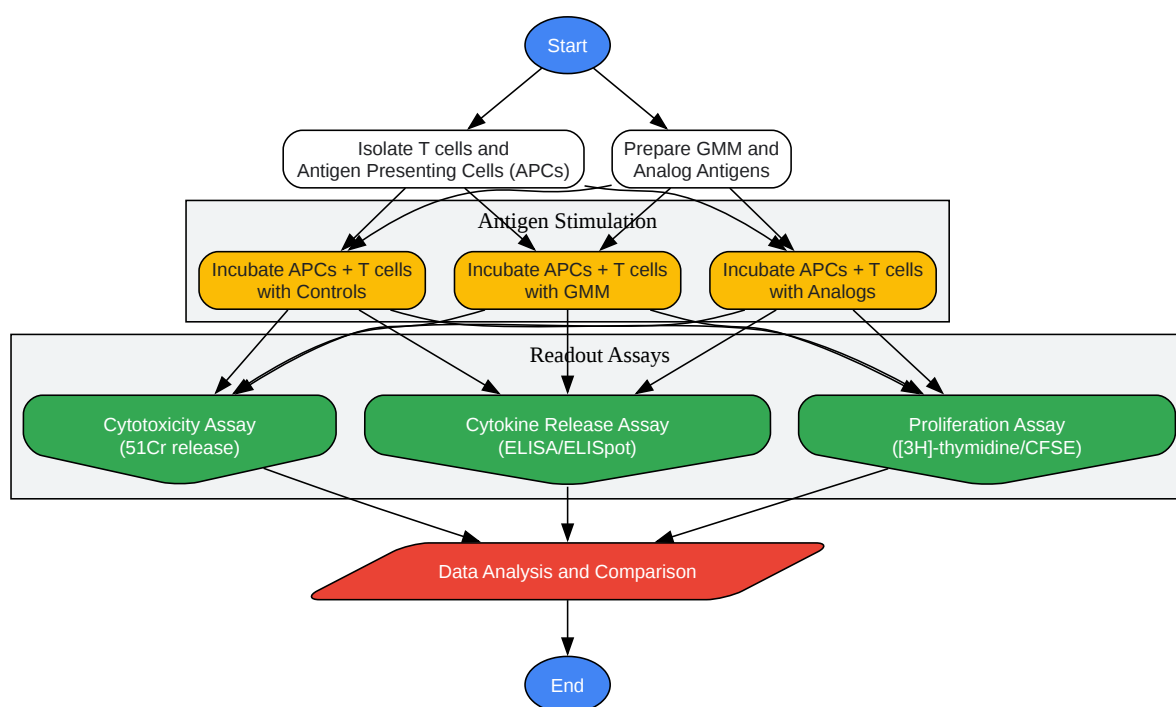 Start
Isolate T cells and
Antigen Presenting Cells (APCs)
Prepare GMM and
Analog Antigens
Antigen Stimulation
Incubate APCs + T cells
with Controls
Incubate APCs + T cells
with GMM
Incubate APCs + T cells
with Analogs
Readout Assays
Cytotoxicity Assay
(51Cr release)
Cytokine Release Assay
(ELISA/ELISpot)
Proliferation Assay
([3H]-thymidine/CFSE)
Data Analysis and Comparison
End